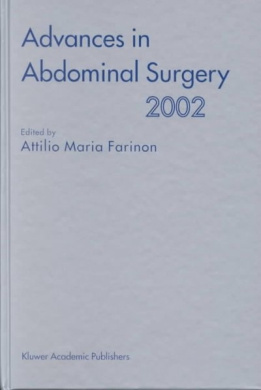 Advances in
Abdominal Surgery
2002
Edited by
Attilio Maria Farinon
Kluwer Academic Publishers